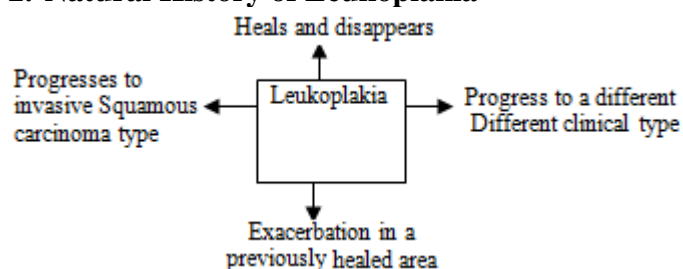 2. Natural History of Leukoplakia
Heals and disappears
Progresses to
invasive Squamous
carcinoma type
Leukoplakia
Progress to a different
Different clinical type
Exacerbation in a
previously healed area